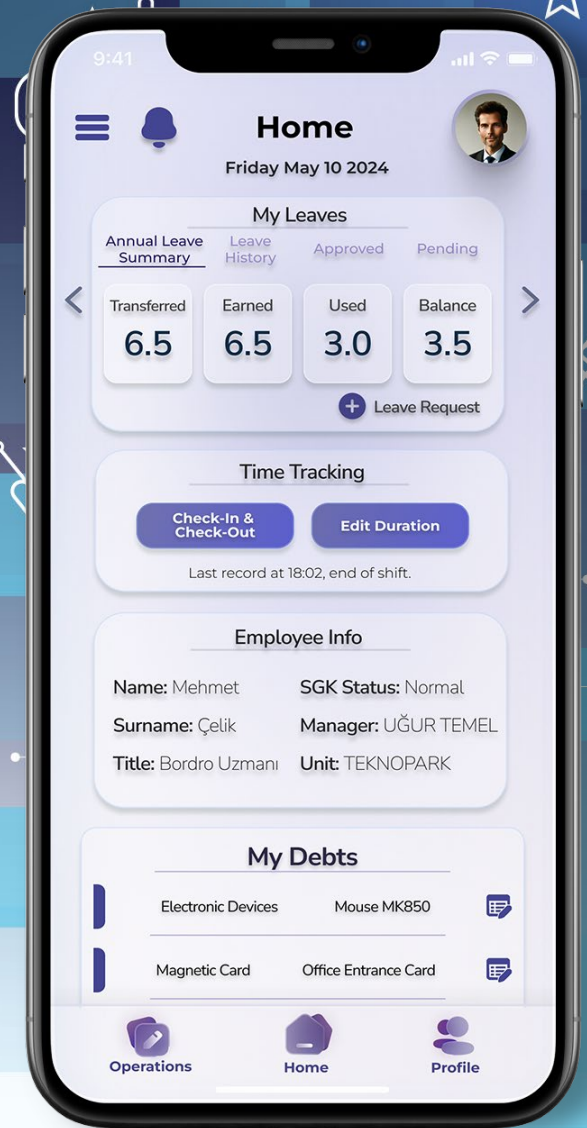 9:41
Home
Friday May 10 2024
My Leaves
Annual Leave Summary
Leave History
Approved
Pending
Transferred
Earned
Used
Balance
6.5
6.5
3.0
3.5
Leave Request
Time Tracking
Check-In &
Check-Out
Edit Duration
Last record at 18:02, end of shift.
Employee Info
Name: Mehmet
SGK Status: Normal
Surname: Çelik
Manager: UĞUR TEMEL
Title: Bordro Uzmanı
Unit: TEKNOPARK
My Debts
Electronic Devices
Mouse MK850
Magnetic Card
Office Entrance Card
Operations
Home
Profile